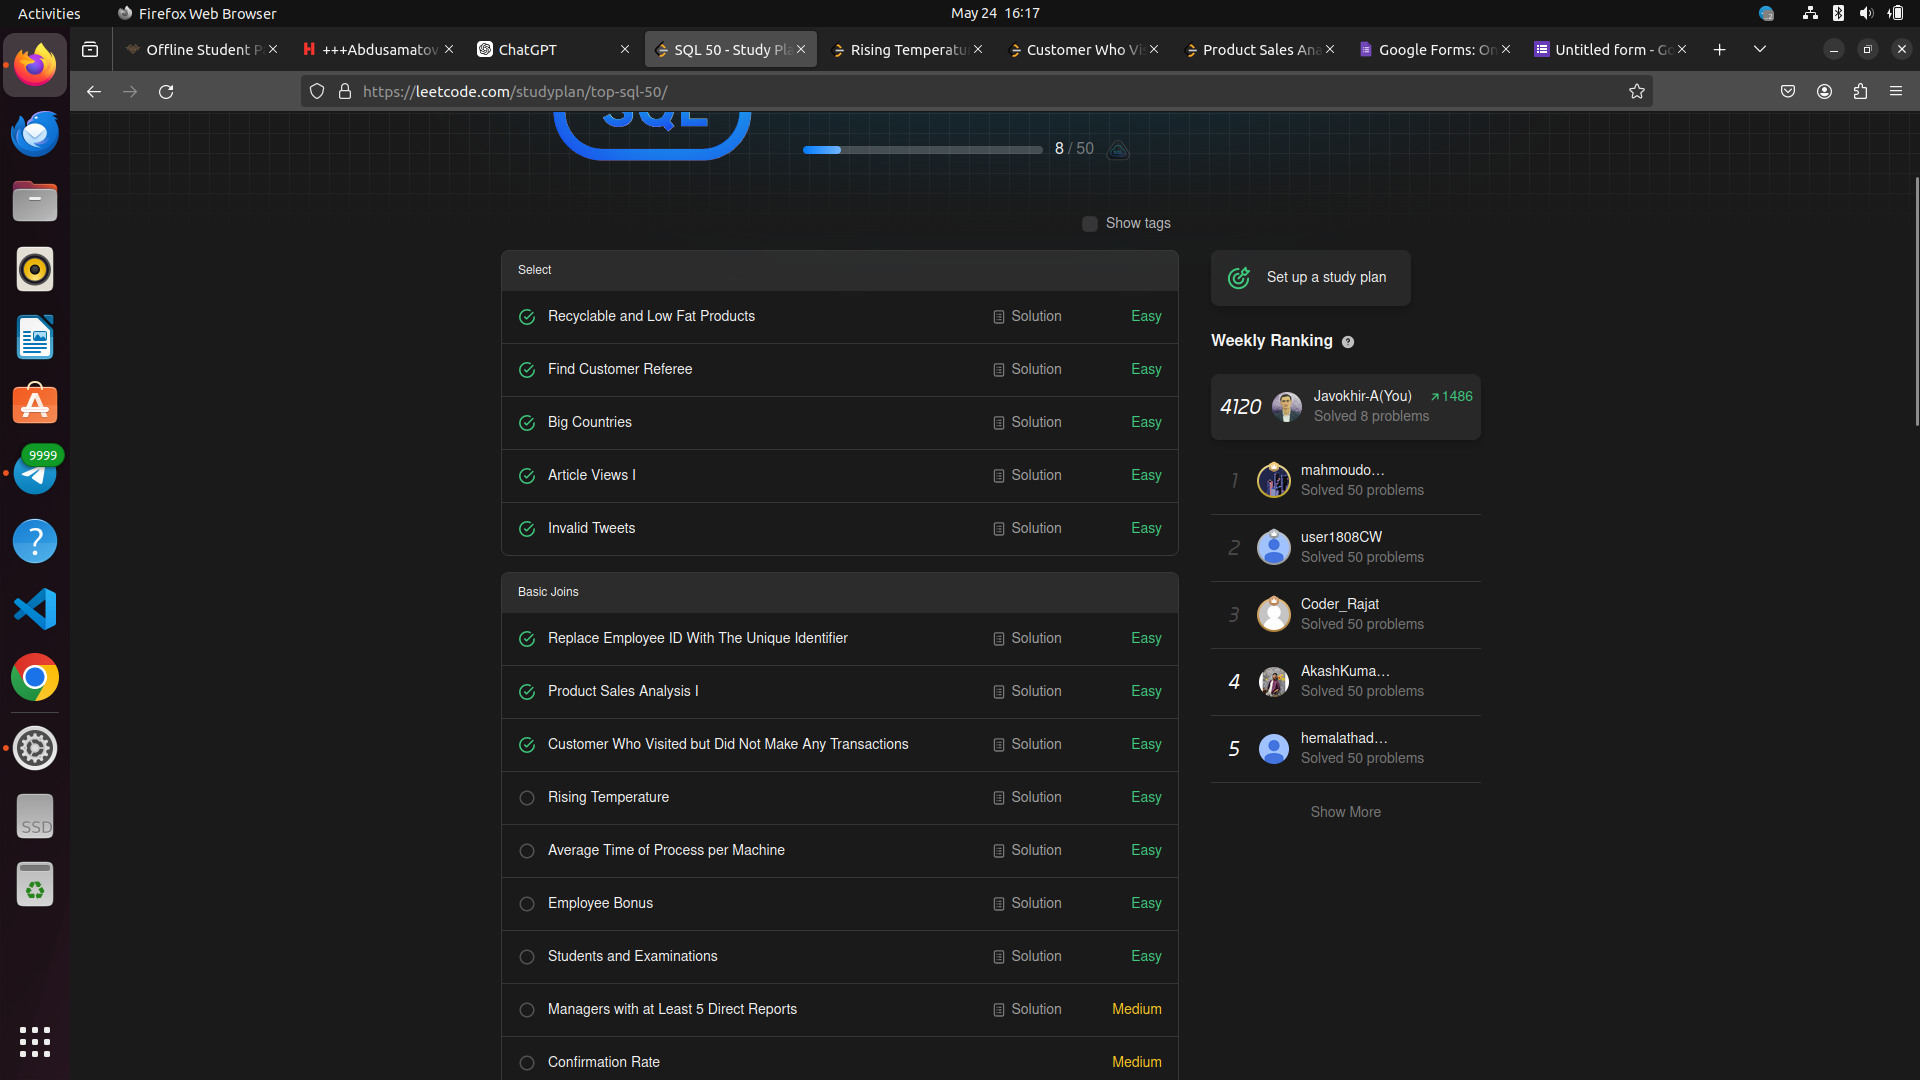 Activities
Firefox Web Browser
May 24 16:17
Offline Student P
+++Abdusamatov
ChatGPT
SQL 50 - Study Pla
Rising Temperatu
Customer Who Vi
Product Sales Ana
Google Forms: On
Untitled form - Go
https://leetcode.com/studyplan/top-sql-50/
SQL
8 / 50
Show tags
Select
Recyclable and Low Fat Products
Solution
Easy
Find Customer Referee
Solution
Easy
Big Countries
Solution
Easy
Article Views I
Solution
Easy
Invalid Tweets
Solution
Easy
Basic Joins
Replace Employee ID With The Unique Identifier
Solution
Easy
Product Sales Analysis I
Solution
Easy
Customer Who Visited but Did Not Make Any Transactions
Solution
Easy
Rising Temperature
Solution
Easy
Average Time of Process per Machine
Solution
Easy
Employee Bonus
Solution
Easy
Students and Examinations
Solution
Easy
Managers with at Least 5 Direct Reports
Solution
Medium
Confirmation Rate
Medium
Set up a study plan
Weekly Ranking
4120
Javokhir-A(You)
1486
Solved 8 problems
1
mahmoudo...
Solved 50 problems
2
user1808CW
Solved 50 problems
3
Coder_Rajat
Solved 50 problems
4
AkashKuma...
Solved 50 problems
5
hemalathad...
Solved 50 problems
Show More
9999
SSD